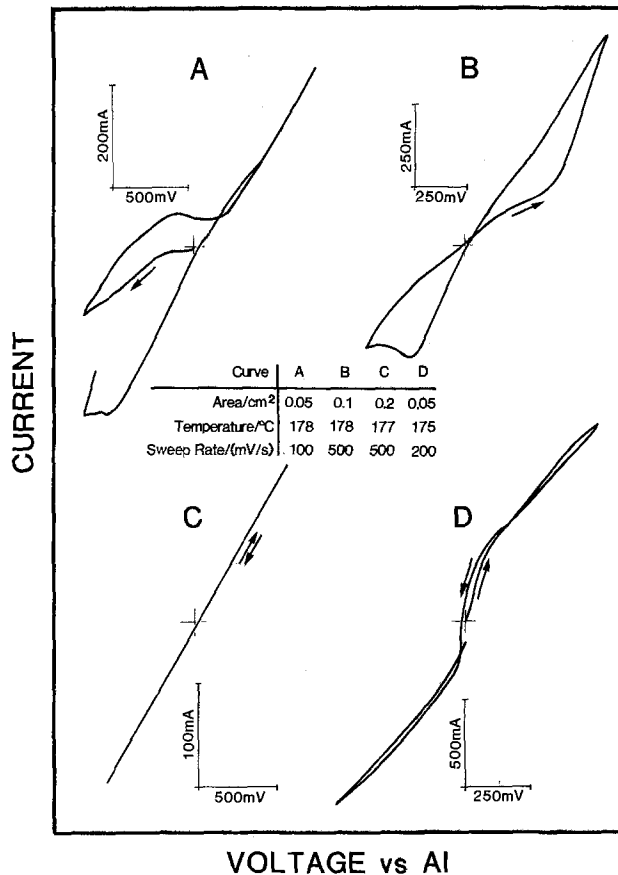 A
B
200mA
500mV
250mA
250mV
Curve A B C D
Area/cm² 0.05 0.1 0.2 0.05
Temperature/°C 178 178 177 175
Sweep Rate/(mV/s) 100 500 500 200
C
D
100mA
500mV
500mA
250mV
CURRENT
VOLTAGE vs Al